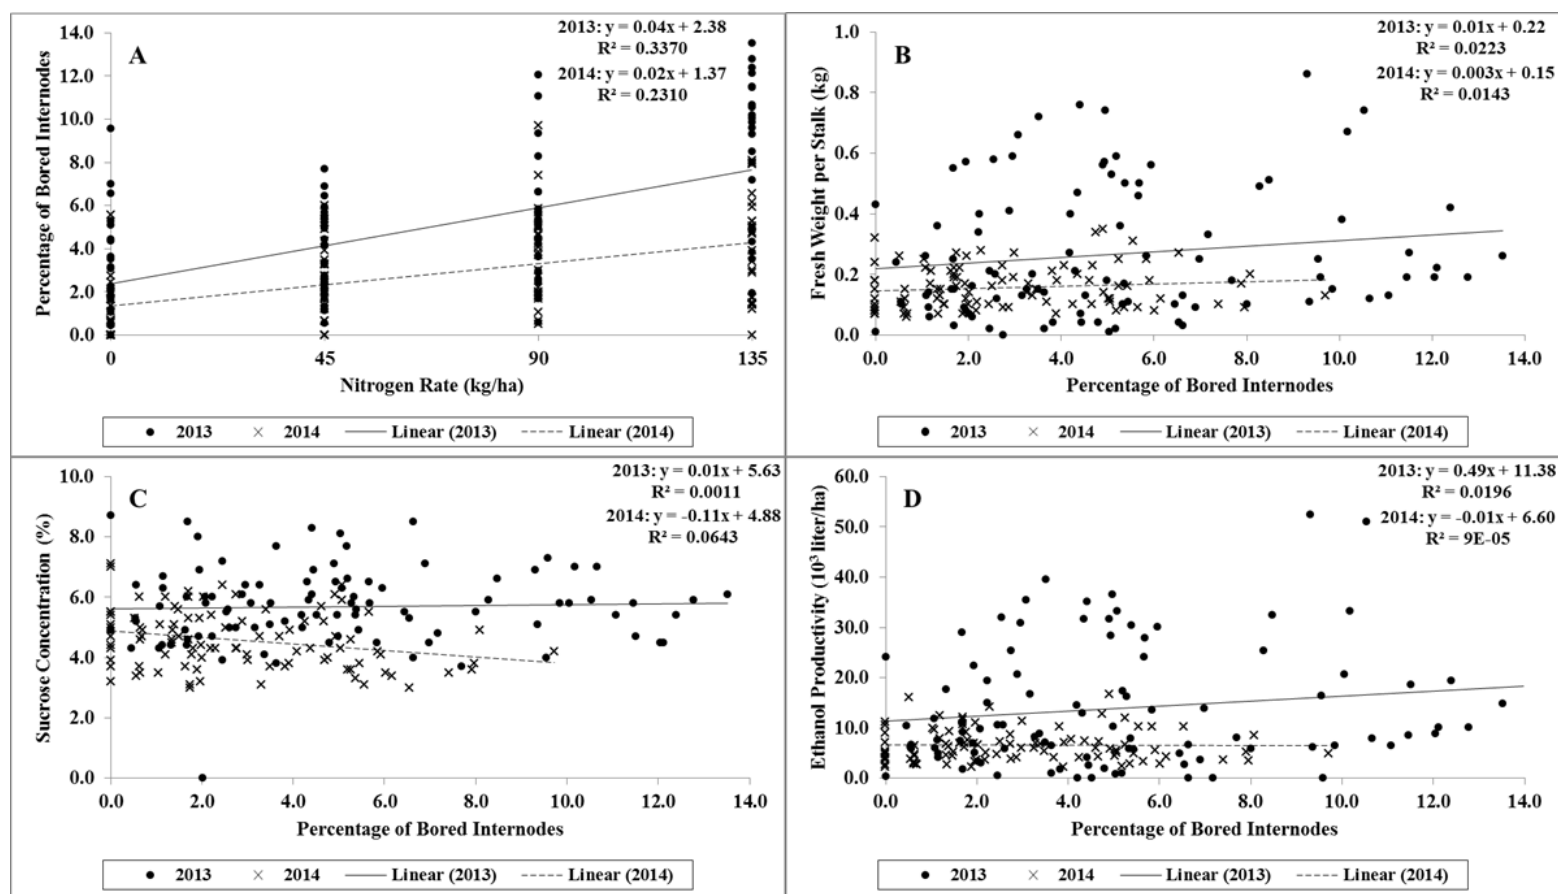 A
2013: y = 0.04x + 2.38
R² = 0.3370
2014: y = 0.02x + 1.37
R² = 0.2310
Percentage of Bored Internodes
14.0
12.0
10.0
8.0
6.0
4.0
2.0
0.0
0 45 90 135
Nitrogen Rate (kg/ha)
2013 2014 Linear (2013) Linear (2014)
B
2013: y = 0.01x + 0.22
R² = 0.0223
2014: y = 0.003x + 0.15
R² = 0.0143
Fresh Weight per Stalk (kg)
1.0
0.8
0.6
0.4
0.2
0.0
0.0 2.0 4.0 6.0 8.0 10.0 12.0 14.0
Percentage of Bored Internodes
2013 2014 Linear (2013) Linear (2014)
C
2013: y = 0.01x + 5.63
R² = 0.0011
2014: y = -0.11x + 4.88
R² = 0.0643
Sucrose Concentration (%)
10.0
8.0
6.0
4.0
2.0
0.0
0.0 2.0 4.0 6.0 8.0 10.0 12.0 14.0
Percentage of Bored Internodes
2013 2014 Linear (2013) Linear (2014)
D
2013: y = 0.49x + 11.38
R² = 0.0196
2014: y = -0.01x + 6.60
R² = 9E-05
Ethanol Productivity (10³ liter/ha)
60.0
50.0
40.0
30.0
20.0
10.0
0.0
0.0 2.0 4.0 6.0 8.0 10.0 12.0 14.0
Percentage of Bored Internodes
2013 2014 Linear (2013) Linear (2014)